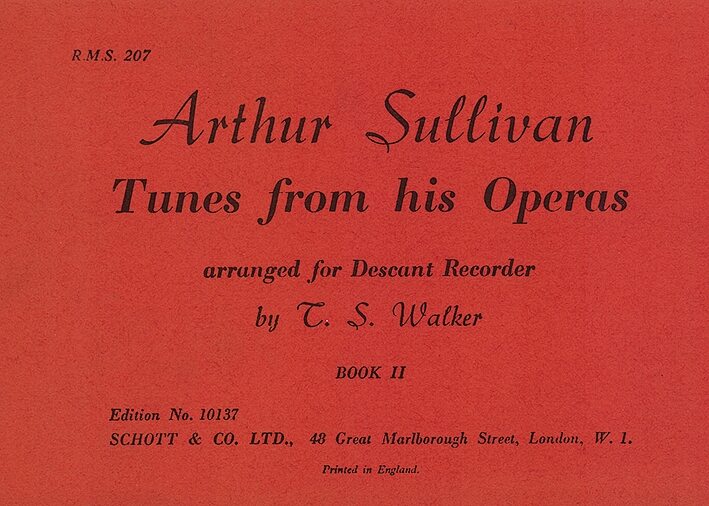 R.M.S. 207
Arthur Sullivan
Tunes from his Operas
arranged for Descant Recorder
by T. S. Walker
BOOK II
Edition No. 10137
SCHOTT & CO. LTD., 48 Great Marlborough Street, London, W. 1.
Printed in England.